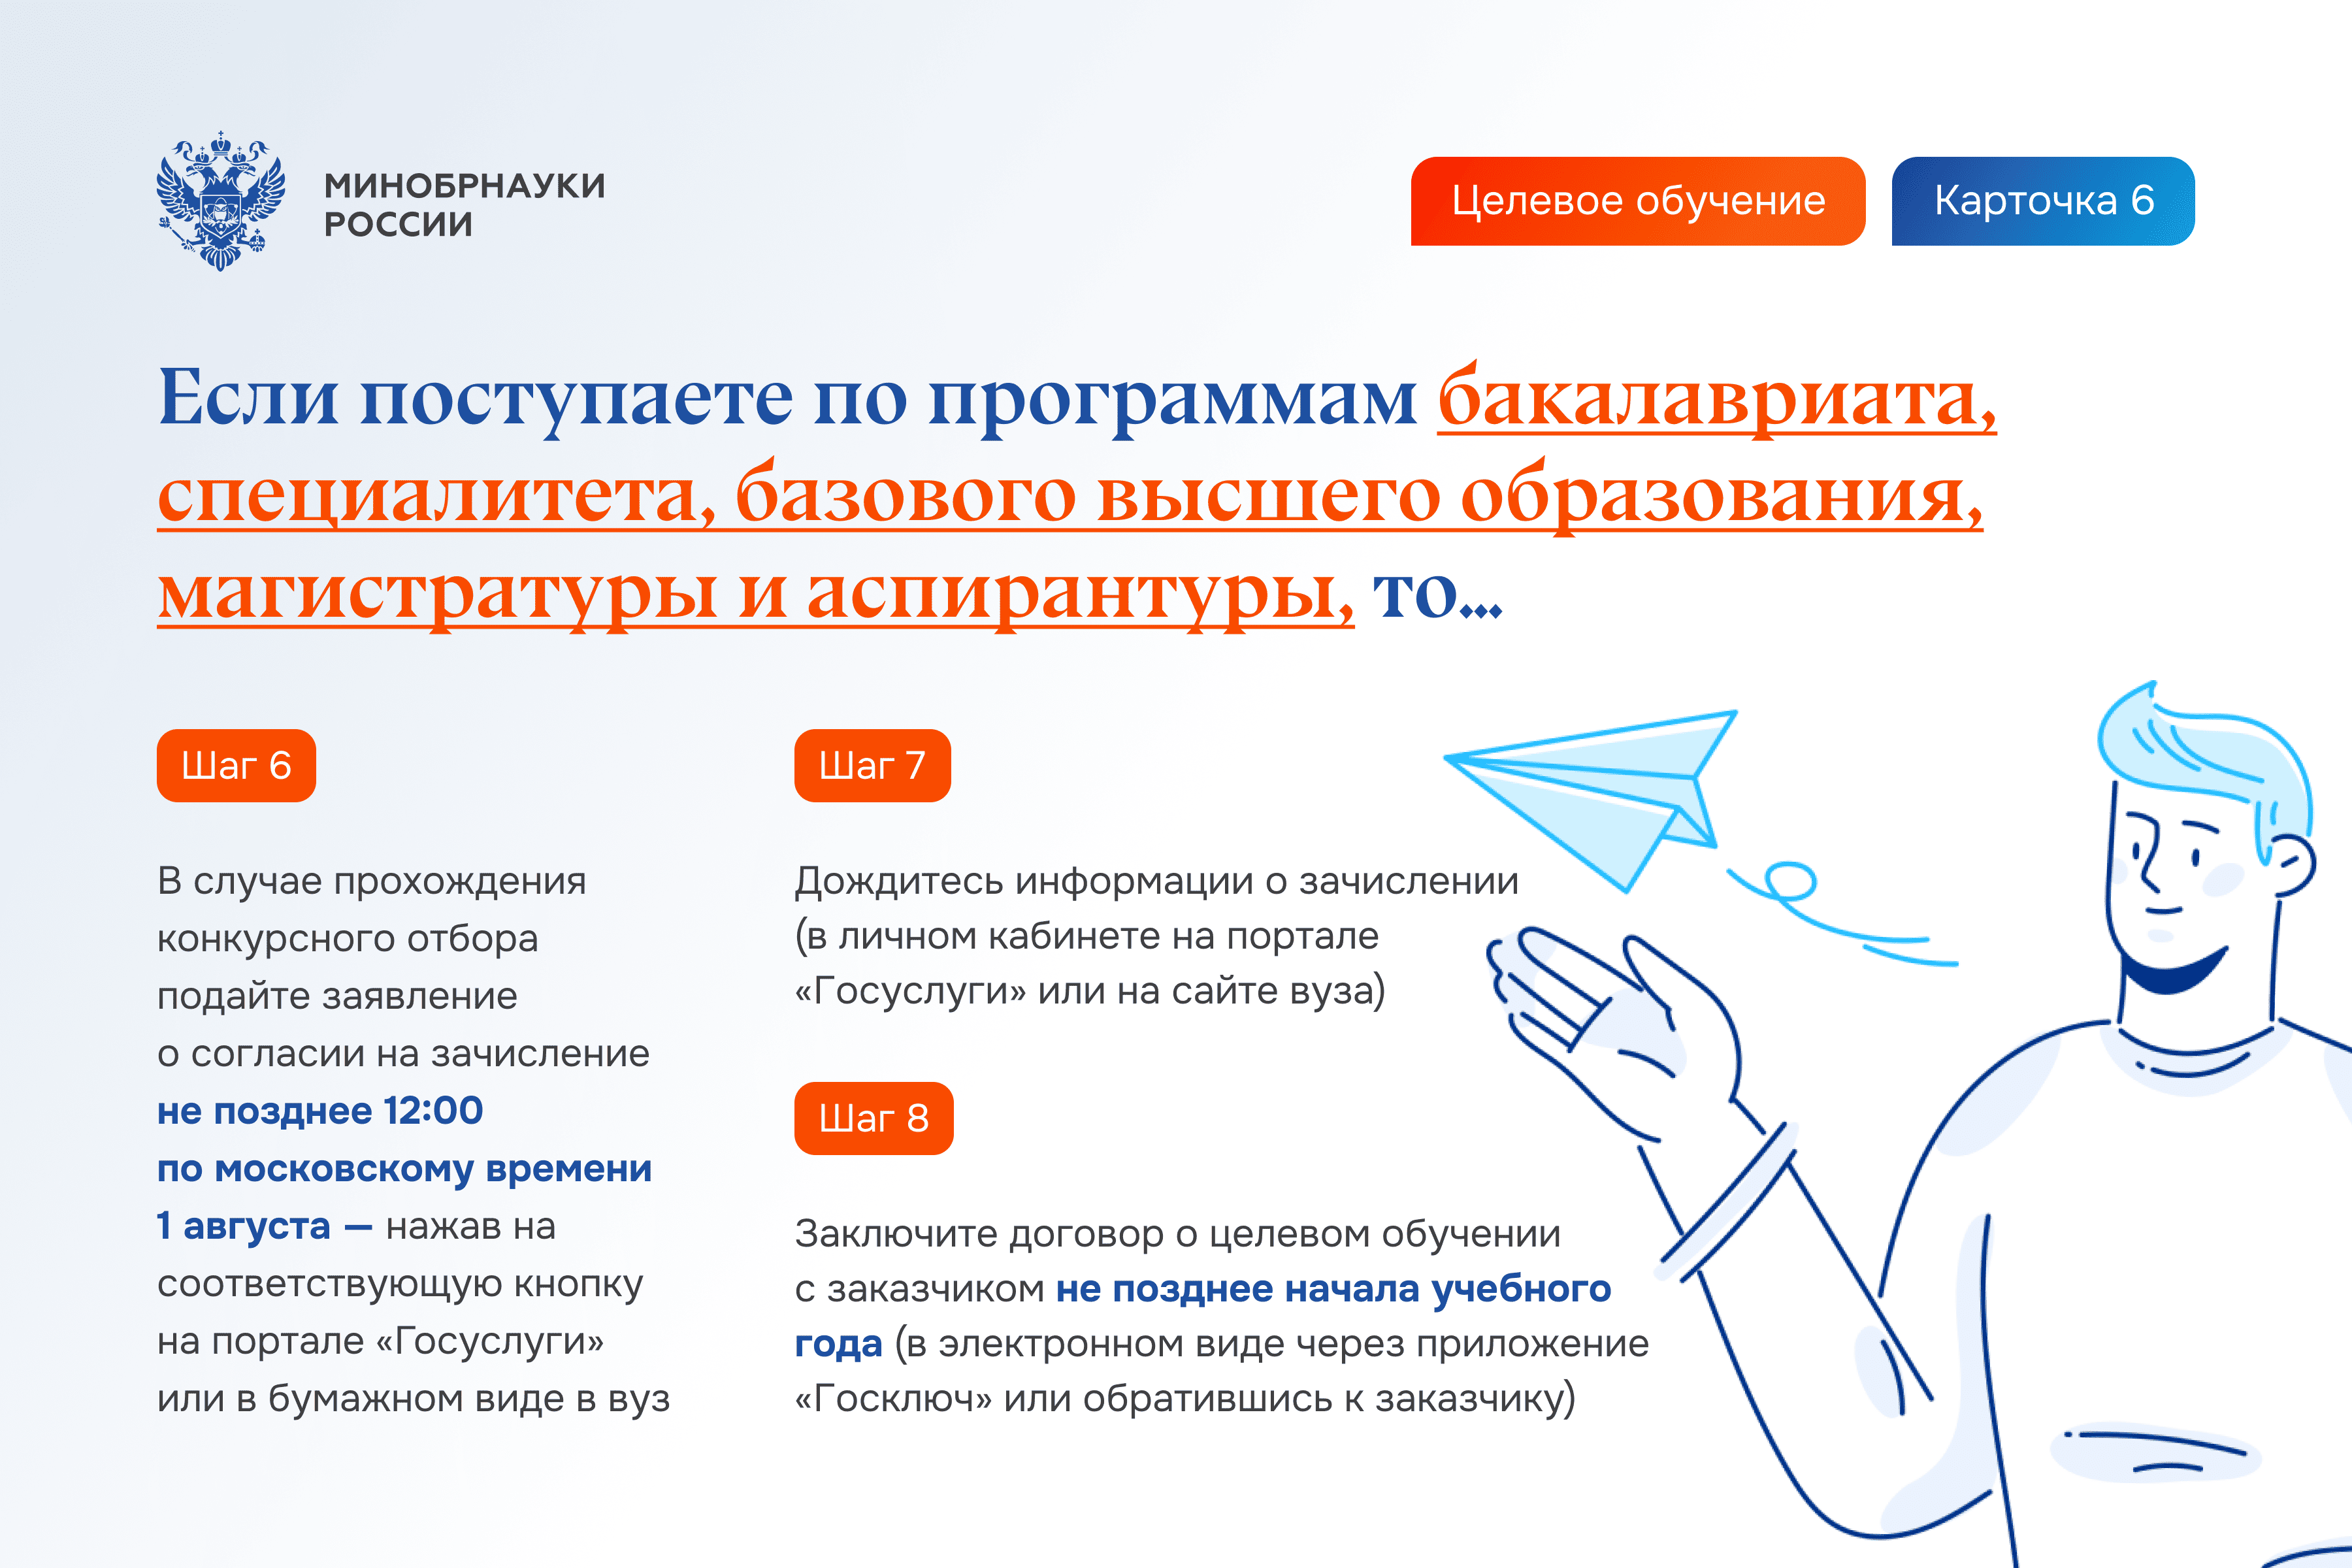 МИНОБРНАУКИ
РОССИИ
Целевое обучение
Карточка 6
Если поступаете по программам бакалавриата,
специалитета, базового высшего образования,
магистратуры и аспирантуры, то...
Шаг 6
В случае прохождения
конкурсного отбора
подайте заявление
о согласии на зачисление
не позднее 12:00
по московскому времени
1 августа — нажав на
соответствующую кнопку
на портале «Госуслуги»
или в бумажном виде в вуз
Шаг 7
Дождитесь информации о зачислении
(в личном кабинете на портале
«Госуслуги» или на сайте вуза)
Шаг 8
Заключите договор о целевом обучении
с заказчиком не позднее начала учебного
года (в электронном виде через приложение
«Госключ» или обратившись к заказчику)